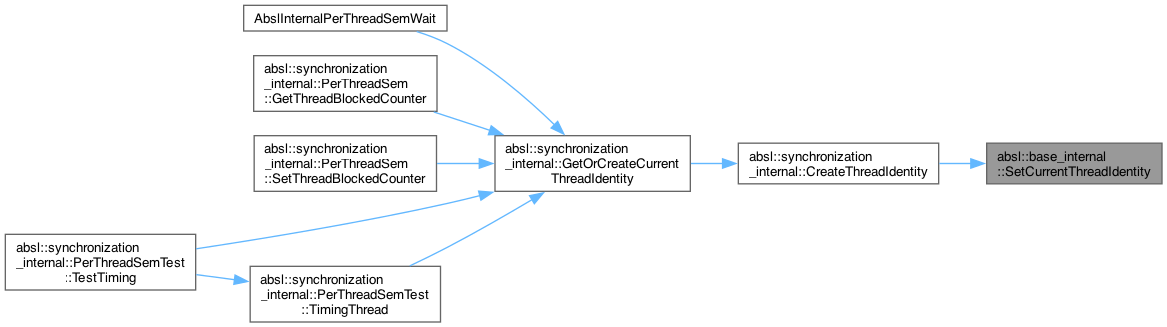 AbslInternalPerThreadSemWait
absl::synchronization
_internal::PerThreadSem
::GetThreadBlockedCounter
absl::synchronization
_internal::PerThreadSem
::SetThreadBlockedCounter
absl::synchronization
_internal::GetOrCreateCurrent
ThreadIdentity
absl::synchronization
_internal::CreateThreadIdentity
absl::base_internal
::SetCurrentThreadIdentity
absl::synchronization
_internal::PerThreadSemTest
::TestTiming
absl::synchronization
_internal::PerThreadSemTest
::TimingThread